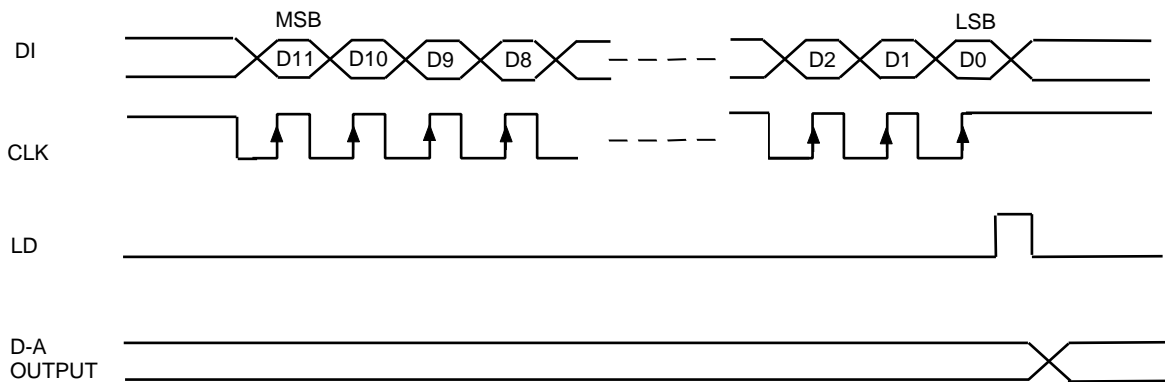 MSB
LSB
DI
D11 D10 D9 D8 D2 D1 D0
CLK
LD
D-A
OUTPUT